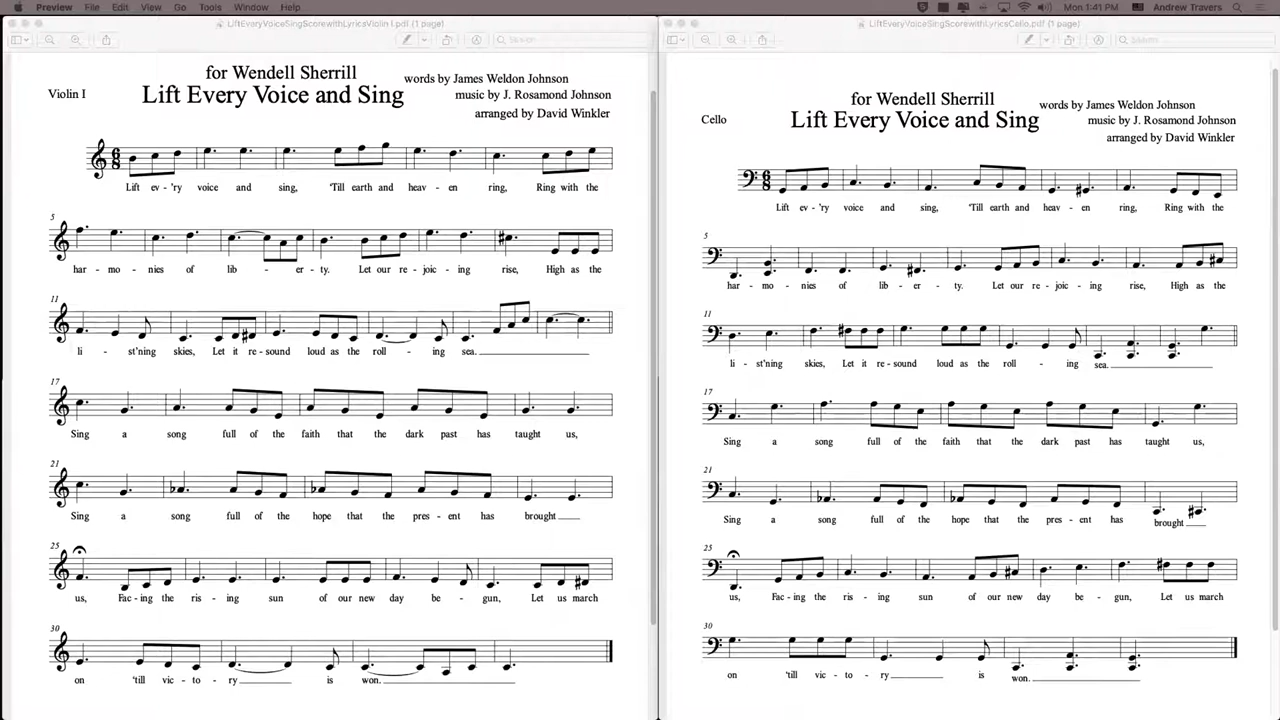 Preview File Edit View Go Tools Window Help Mon 1:41 PM Andrew Travers
LiftEveryVoiceSingScorewithLyricsViolin I.pdf (1 page)
Search
for Wendell Sherrill
words by James Weldon Johnson
Violin I
Lift Every Voice and Sing
music by J. Rosamond Johnson
arranged by David Winkler
6 8
Lift ev-'ry voice and sing, 'Till earth and heav-en ring, Ring with the
5
har-mo-nies of lib-er-ty. Let our re-joic-ing rise, High as the
11
li-st'ning skies, Let it re-sound loud as the roll-ing sea.
17
Sing a song full of the faith that the dark past has taught us,
21
Sing a song full of the hope that the pres-ent has brought
25
us, Fac-ing the ris-ing sun of our new day be-gun, Let us march
30
on 'till vic-to-ry is won.
LiftEveryVoiceSingScorewithLyricsCello.pdf (1 page)
Search
for Wendell Sherrill
words by James Weldon Johnson
Cello
Lift Every Voice and Sing
music by J. Rosamond Johnson
arranged by David Winkler
6 8
Lift ev-'ry voice and sing, 'Till earth and heav-en ring, Ring with the
5
har-mo-nies of lib-er-ty. Let our re-joic-ing rise, High as the
11
li-st'ning skies, Let it re-sound loud as the roll-ing sea.
17
Sing a song full of the faith that the dark past has taught us,
21
Sing a song full of the hope that the pres-ent has brought
25
us, Fac-ing the ris-ing sun of our new day be-gun, Let us march
30
on 'till vic-to-ry is won.